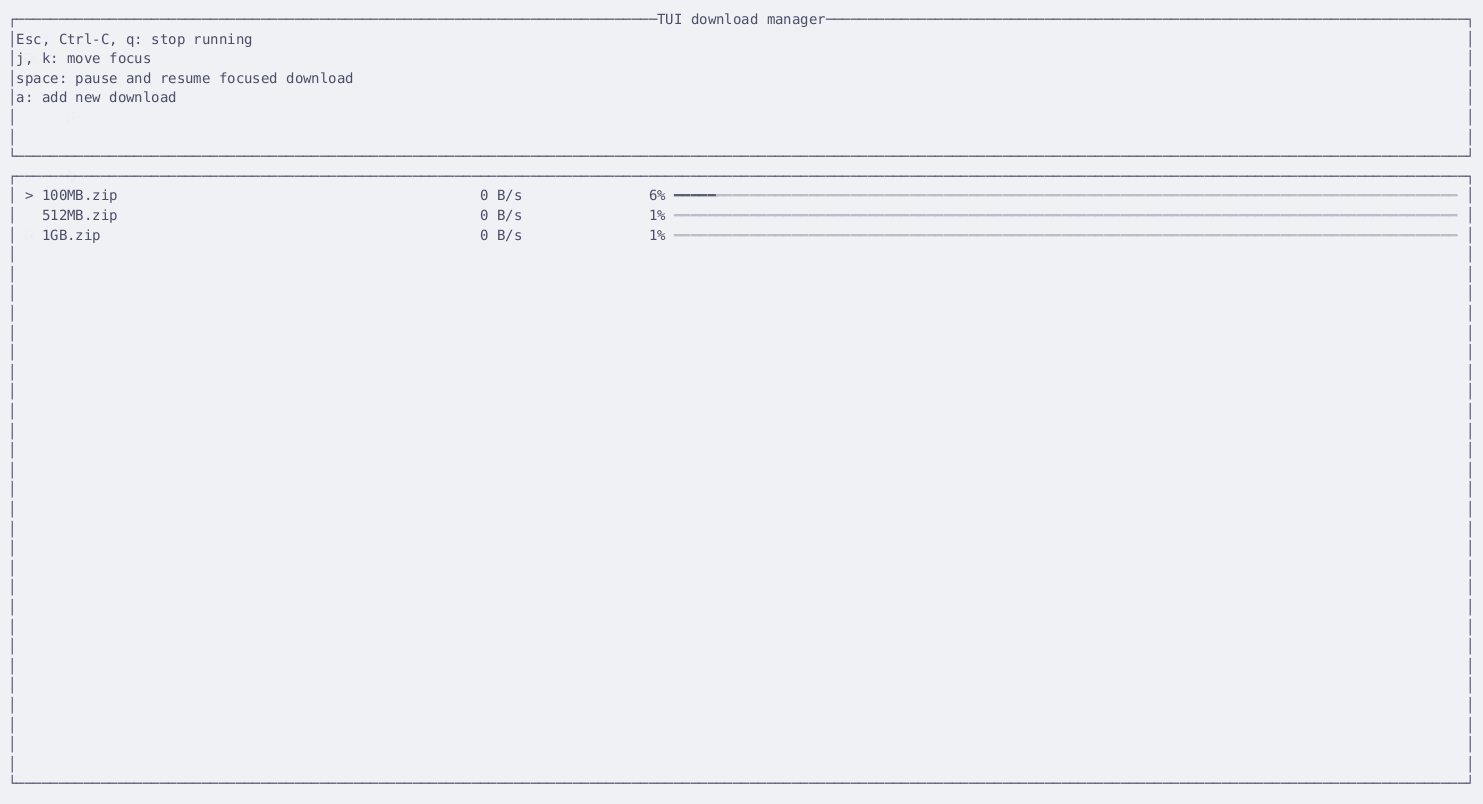 TUI download manager
Esc, Ctrl-C, q: stop running
j, k: move focus
space: pause and resume focused download
a: add new download
> 100MB.zip 0 B/s 6%
512MB.zip 0 B/s 1%
1GB.zip 0 B/s 1%